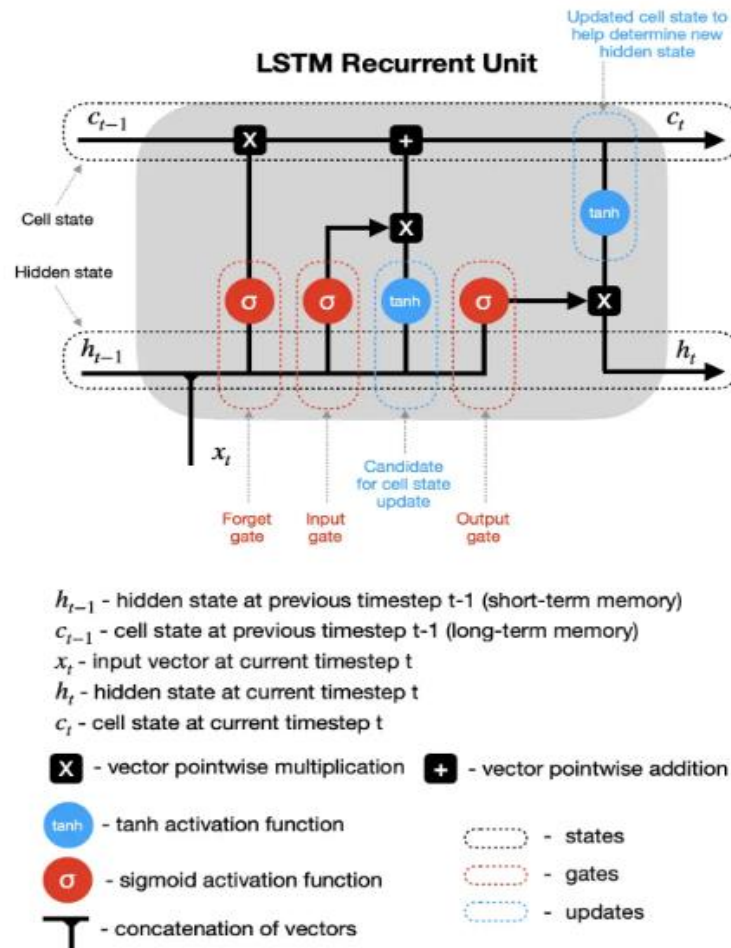 Updated cell state to
help determine new
hidden state
LSTM Recurrent Unit
c_{t-1}
X
+
c_t
tanh
X
Cell state
Hidden state
σ
σ
tanh
σ
X
h_{t-1}
h_t
x_t
Candidate
for cell state
update
Forget
gate
Input
gate
Output
gate
h_{t-1} - hidden state at previous timestep t-1 (short-term memory)
c_{t-1} - cell state at previous timestep t-1 (long-term memory)
x_t - input vector at current timestep t
h_t - hidden state at current timestep t
c_t - cell state at current timestep t
X - vector pointwise multiplication
+ - vector pointwise addition
tanh - tanh activation function
σ - sigmoid activation function
- concatenation of vectors
- states
- gates
- updates